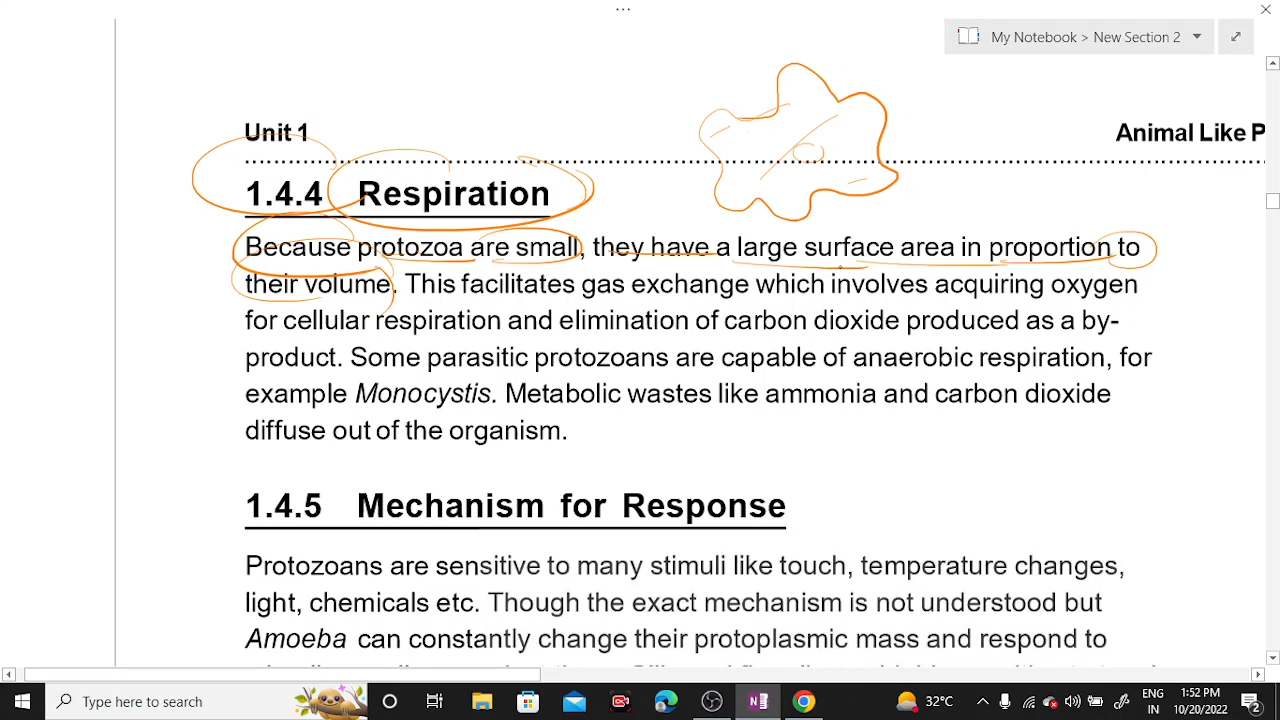 ...
My Notebook > New Section 2
Unit 1
Animal Like P
1.4.4 Respiration
Because protozoa are small, they have a large surface area in proportion to
their volume. This facilitates gas exchange which involves acquiring oxygen
for cellular respiration and elimination of carbon dioxide produced as a by-
product. Some parasitic protozoans are capable of anaerobic respiration, for
example Monocystis. Metabolic wastes like ammonia and carbon dioxide
diffuse out of the organism.
1.4.5 Mechanism for Response
Protozoans are sensitive to many stimuli like touch, temperature changes,
light, chemicals etc. Though the exact mechanism is not understood but
Amoeba can constantly change their protoplasmic mass and respond to
Type here to search
32°C
ENG
IN
1:52 PM
10/20/2022
2